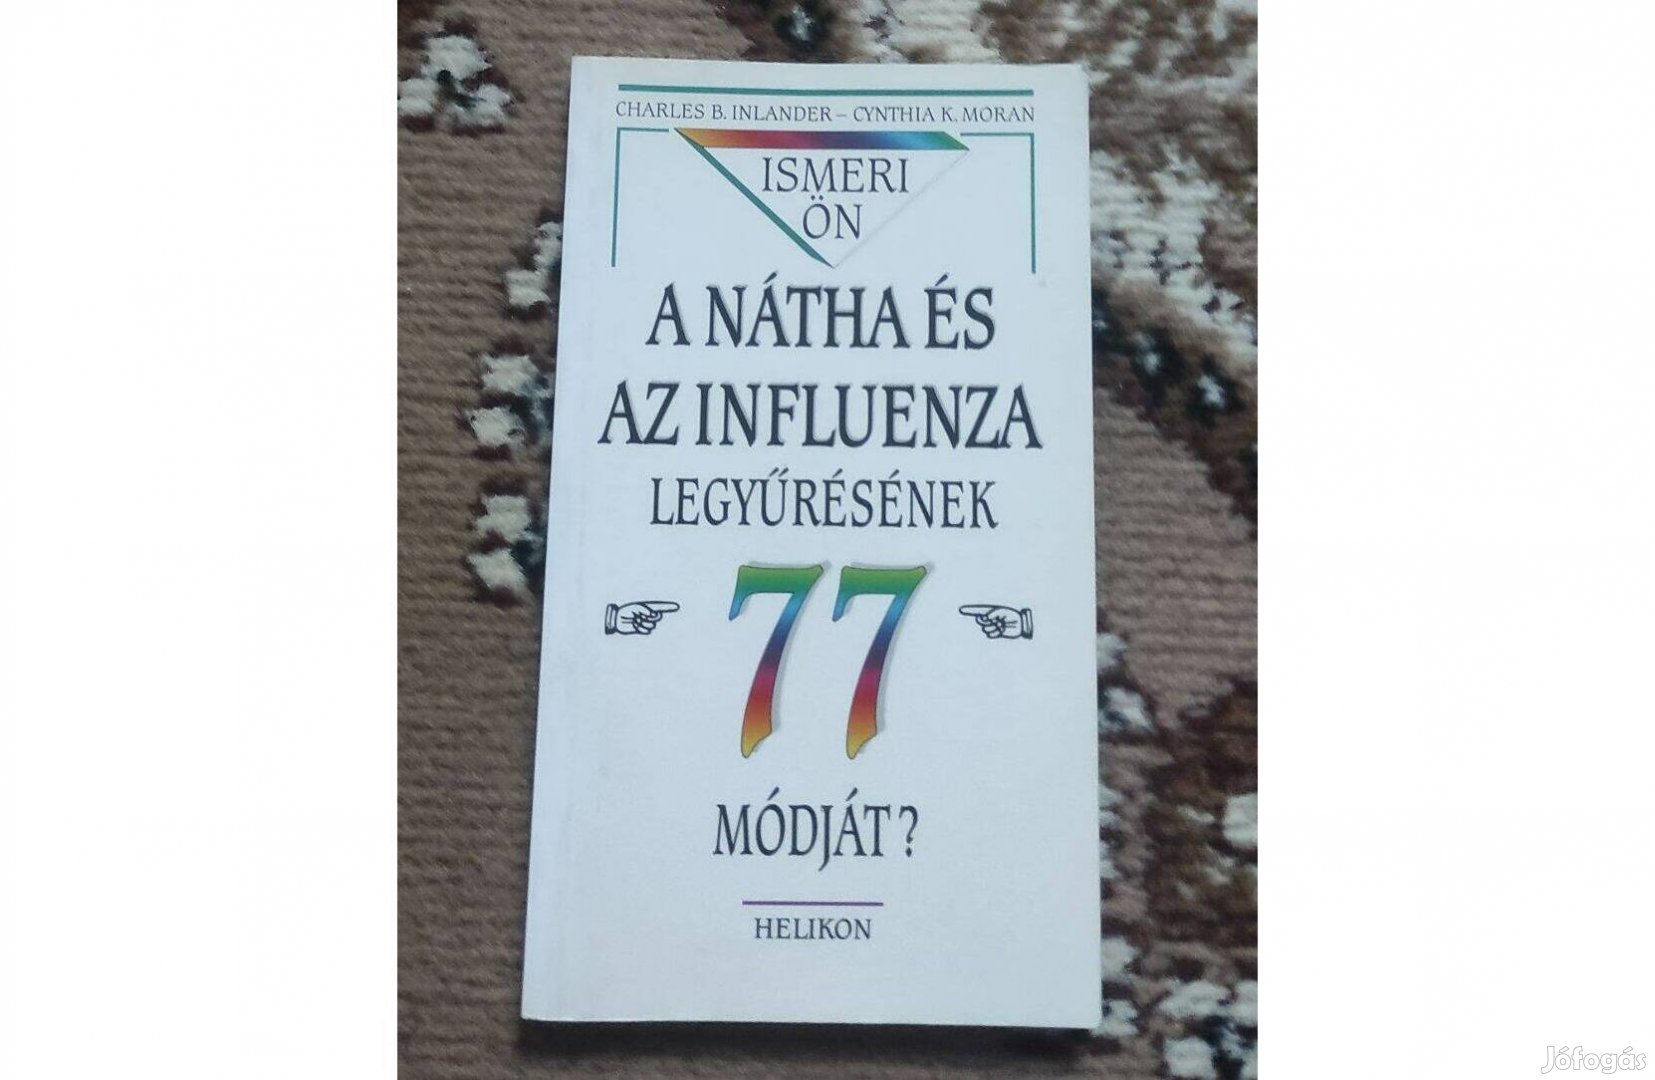 CHARLES B. INLANDER – CYNTHIA K. MORAN
ISMERI
ÖN
A NÁTHA ÉS
AZ INFLUENZA
LEGYŰRÉSÉNEK
77
MÓDJÁT?
HELIKON
Jófogás